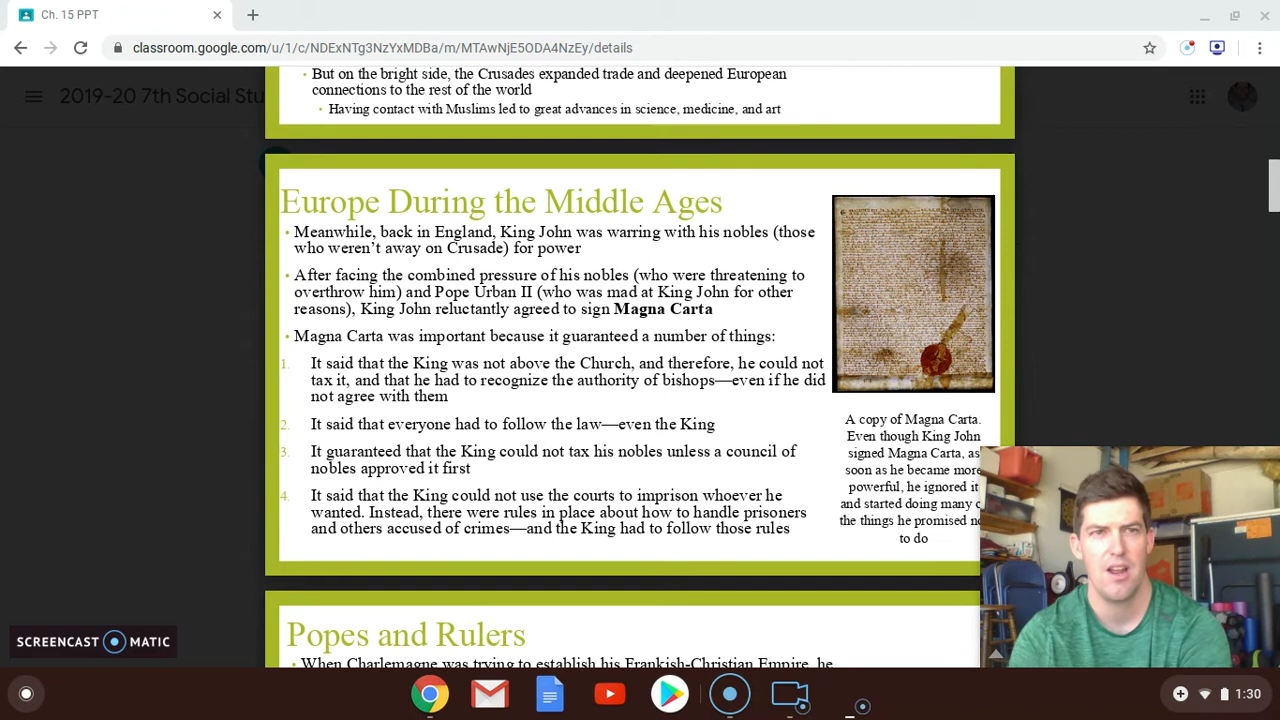 Ch. 15 PPT
classroom.google.com/u/1/c/NDExNTg3NzYxMDBa/m/MTAwNjE5ODA4NzEy/details
2019-20 7th Social Stu
But on the bright side, the Crusades expanded trade and deepened European
connections to the rest of the world
Having contact with Muslims led to great advances in science, medicine, and art
Europe During the Middle Ages
Meanwhile, back in England, King John was warring with his nobles (those
who weren't away on Crusade) for power
After facing the combined pressure of his nobles (who were threatening to
overthrow him) and Pope Urban II (who was mad at King John for other
reasons), King John reluctantly agreed to sign Magna Carta
Magna Carta was important because it guaranteed a number of things:
1. It said that the King was not above the Church, and therefore, he could not
tax it, and that he had to recognize the authority of bishops—even if he did
not agree with them
2. It said that everyone had to follow the law—even the King
3. It guaranteed that the King could not tax his nobles unless a council of
nobles approved it first
4. It said that the King could not use the courts to imprison whoever he
wanted. Instead, there were rules in place about how to handle prisoners
and others accused of crimes—and the King had to follow those rules
A copy of Magna Carta.
Even though King John
signed Magna Carta, as
soon as he became more
powerful, he ignored it
and started doing many
the things he promised
to do
Popes and Rulers
When Charlemagne was trying to establish his Frankish-Christian Empire, he
SCREENCAST MATIC
1:30